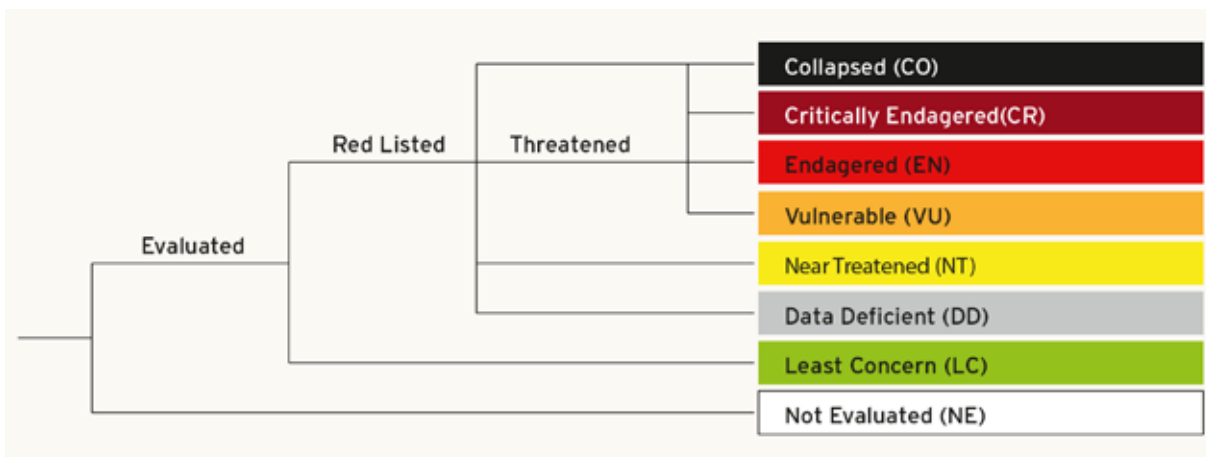 Collapsed (CO)
Critically Endagered(CR)
Red Listed
Threatened
Endagered (EN)
Vulnerable (VU)
Evaluated
Near Treatened (NT)
Data Deficient (DD)
Least Concern (LC)
Not Evaluated (NE)